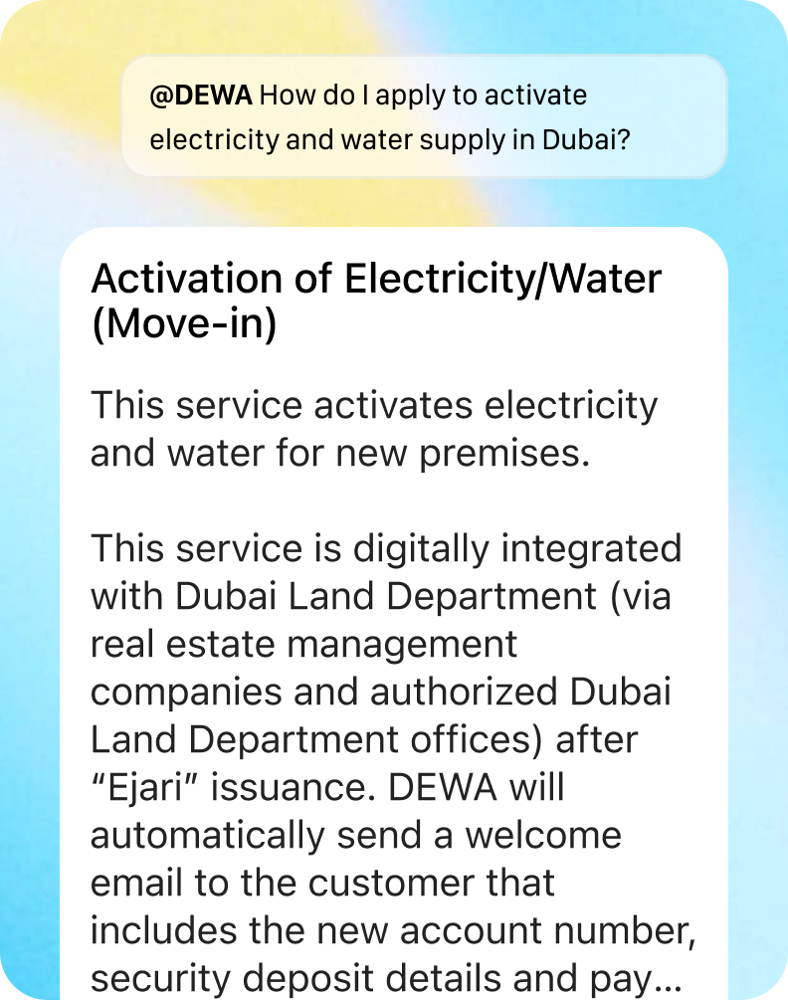 @DEWA How do I apply to activate
electricity and water supply in Dubai?
Activation of Electricity/Water
(Move-in)
This service activates electricity
and water for new premises.
This service is digitally integrated
with Dubai Land Department (via
real estate management
companies and authorized Dubai
Land Department offices) after
“Ejari” issuance. DEWA will
automatically send a welcome
email to the customer that
includes the new account number,
security deposit details and pay...